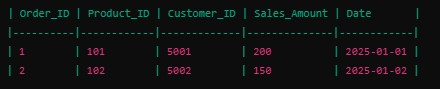 | Order_ID | Product_ID | Customer_ID | Sales_Amount | Date       |
|----------|------------|-------------|--------------|------------|
| 1        | 101        | 5001        | 200          | 2025-01-01 |
| 2        | 102        | 5002        | 150          | 2025-01-02 |